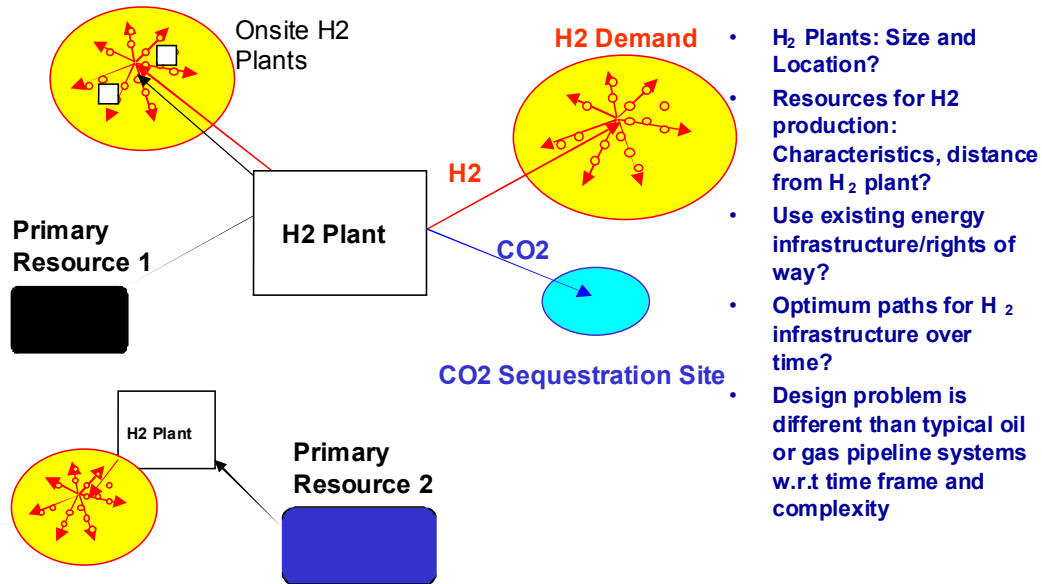 Onsite H2
Plants
H2 Demand
H2
H2 Plant
Primary
Resource 1
CO2
CO2 Sequestration Site
H2 Plant
Primary
Resource 2
• H₂ Plants: Size and
Location?
• Resources for H2
production:
Characteristics, distance
from H₂ plant?
• Use existing energy
infrastructure/rights of
way?
• Optimum paths for H ₂
infrastructure over
time?
• Design problem is
different than typical oil
or gas pipeline systems
w.r.t time frame and
complexity